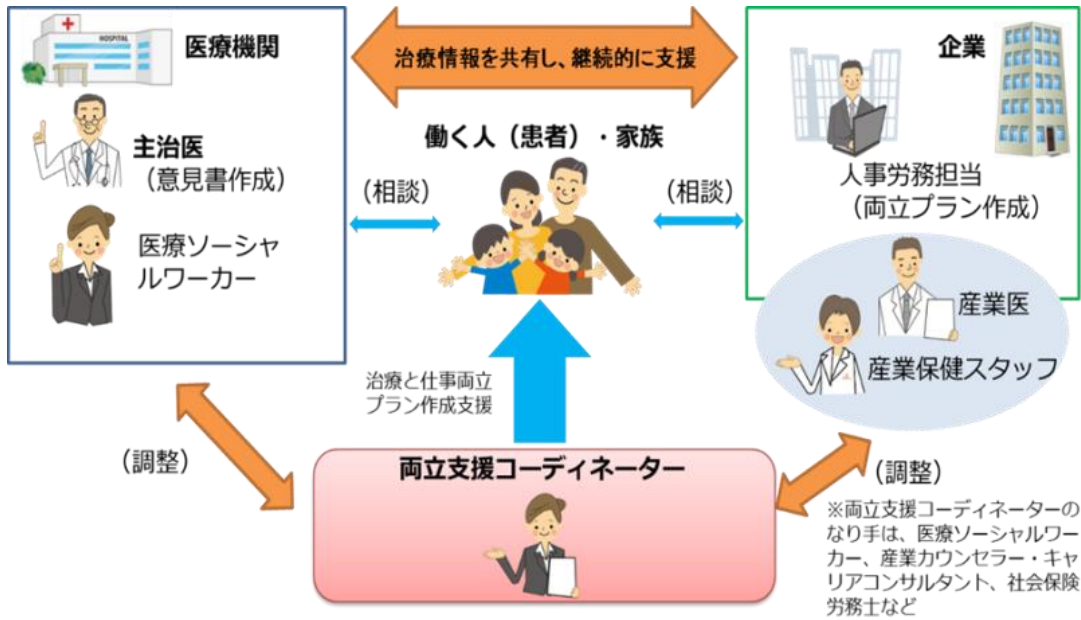 HOSPITAL
医療機関
主治医
（意見書作成）
医療ソーシャ
ルワーカー
治療情報を共有し、継続的に支援
働く人（患者）・家族
（相談）
（相談）
企業
人事労務担当
（両立プラン作成）
産業医
産業保健スタッフ
治療と仕事両立
プラン作成支援
（調整）
両立支援コーディネーター
（調整）
※両立支援コーディネーターの
なり手は、医療ソーシャルワー
カー、産業カウンセラー・キャ
リアコンサルタント、社会保険
労務士など